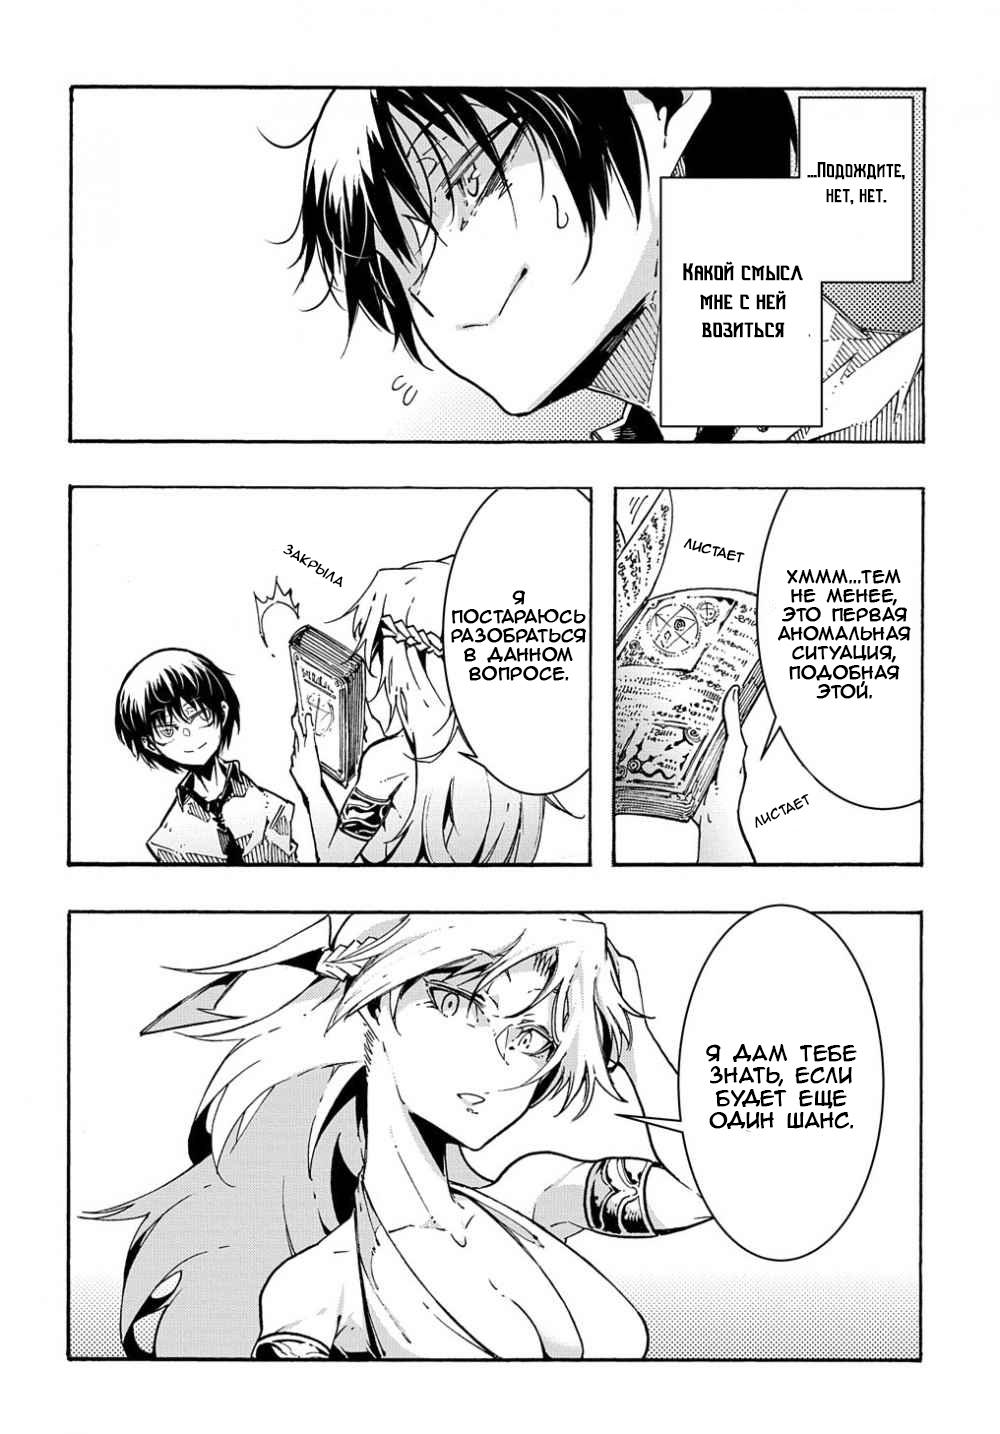 ...Подождите,
нет, нет.
Какой смысл
мне с ней
возиться
листает
хммм...тем
не менее,
это первая
аномальная
ситуация,
подобная
этой.
листает
закрыла
я
постараюсь
разобраться
в данном
вопросе.
я дам тебе
знать, если
будет еще
один шанс.